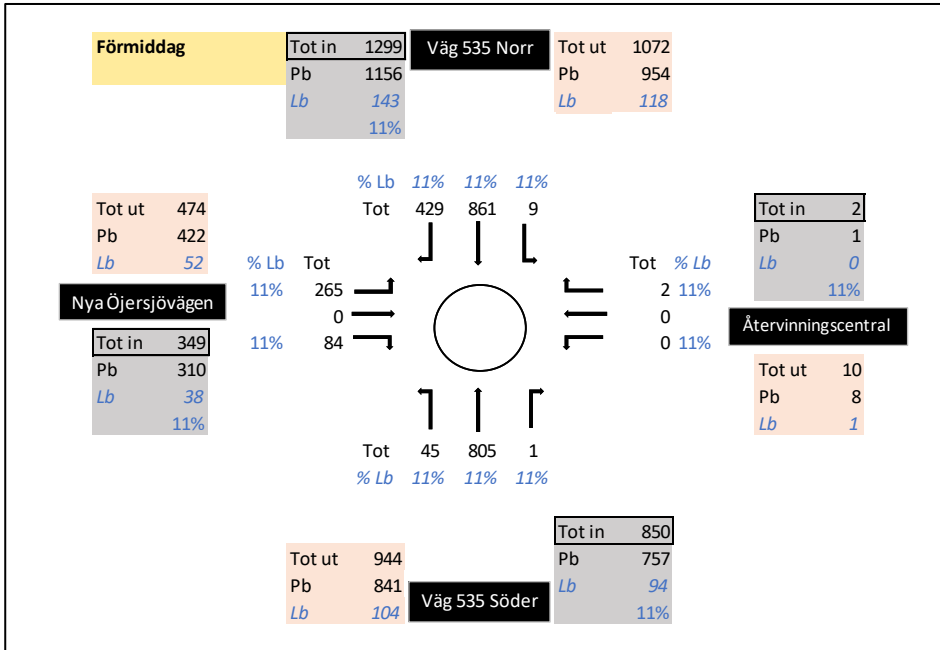 Förmiddag
Tot in 1299
Pb 1156
Lb 143
11%
Väg 535 Norr
Tot ut 1072
Pb 954
Lb 118
% Lb 11% 11% 11%
Tot 429 861 9
Tot ut 474
Pb 422
Lb 52
Nya Öjersjövägen
Tot in 349
Pb 310
Lb 38
11%
% Lb Tot
11% 265
0
11% 84
Tot % Lb
2 11%
0
0 11%
Tot in 2
Pb 1
Lb 0
11%
Återvinningscentral
Tot ut 10
Pb 8
Lb 1
Tot 45 805 1
% Lb 11% 11% 11%
Tot ut 944
Pb 841
Lb 104
Väg 535 Söder
Tot in 850
Pb 757
Lb 94
11%